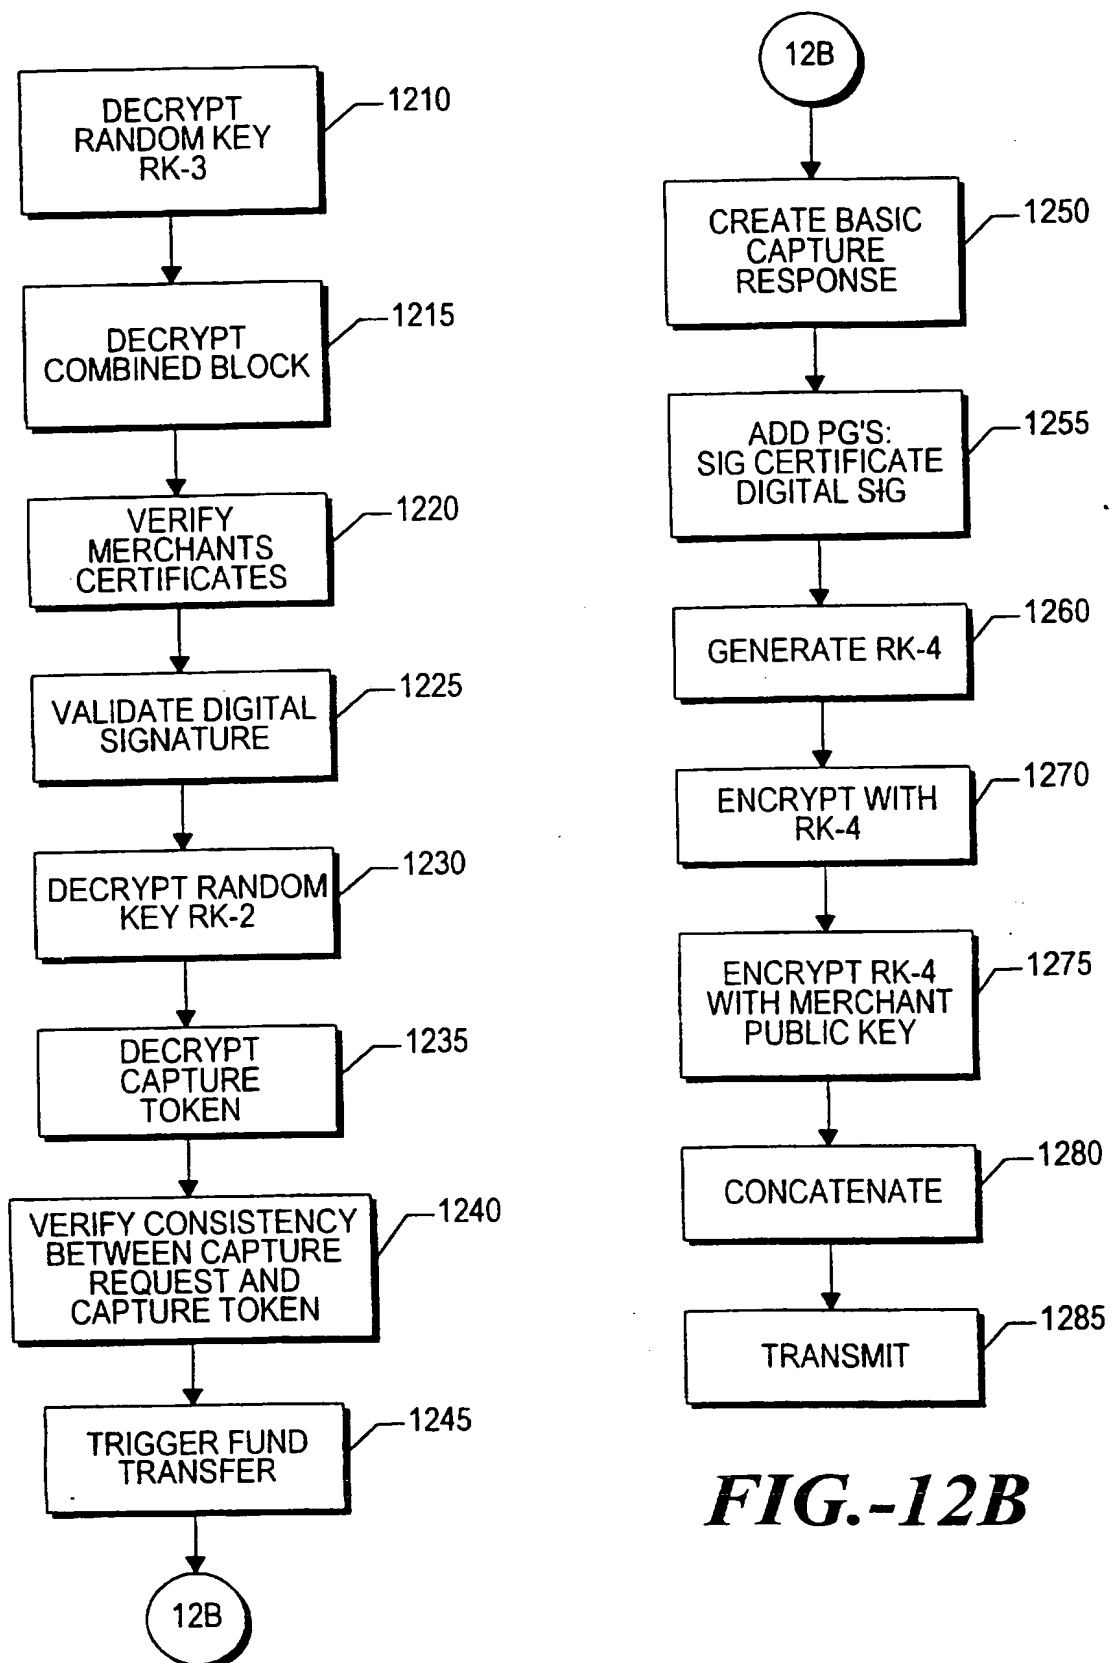 DECRYPT
RANDOM KEY
RK-3
1210
DECRYPT
COMBINED BLOCK
1215
VERIFY
MERCHANTS
CERTIFICATES
1220
VALIDATE DIGITAL
SIGNATURE
1225
DECRYPT RANDOM
KEY RK-2
1230
DECRYPT
CAPTURE
TOKEN
1235
VERIFY CONSISTENCY
BETWEEN CAPTURE
REQUEST AND
CAPTURE TOKEN
1240
TRIGGER FUND
TRANSFER
1245
12B
12B
CREATE BASIC
CAPTURE
RESPONSE
1250
ADD PG'S:
SIG CERTIFICATE
DIGITAL SIG
1255
GENERATE RK-4
1260
ENCRYPT WITH
RK-4
1270
ENCRYPT RK-4
WITH MERCHANT
PUBLIC KEY
1275
CONCATENATE
1280
TRANSMIT
1285
FIG.-12B